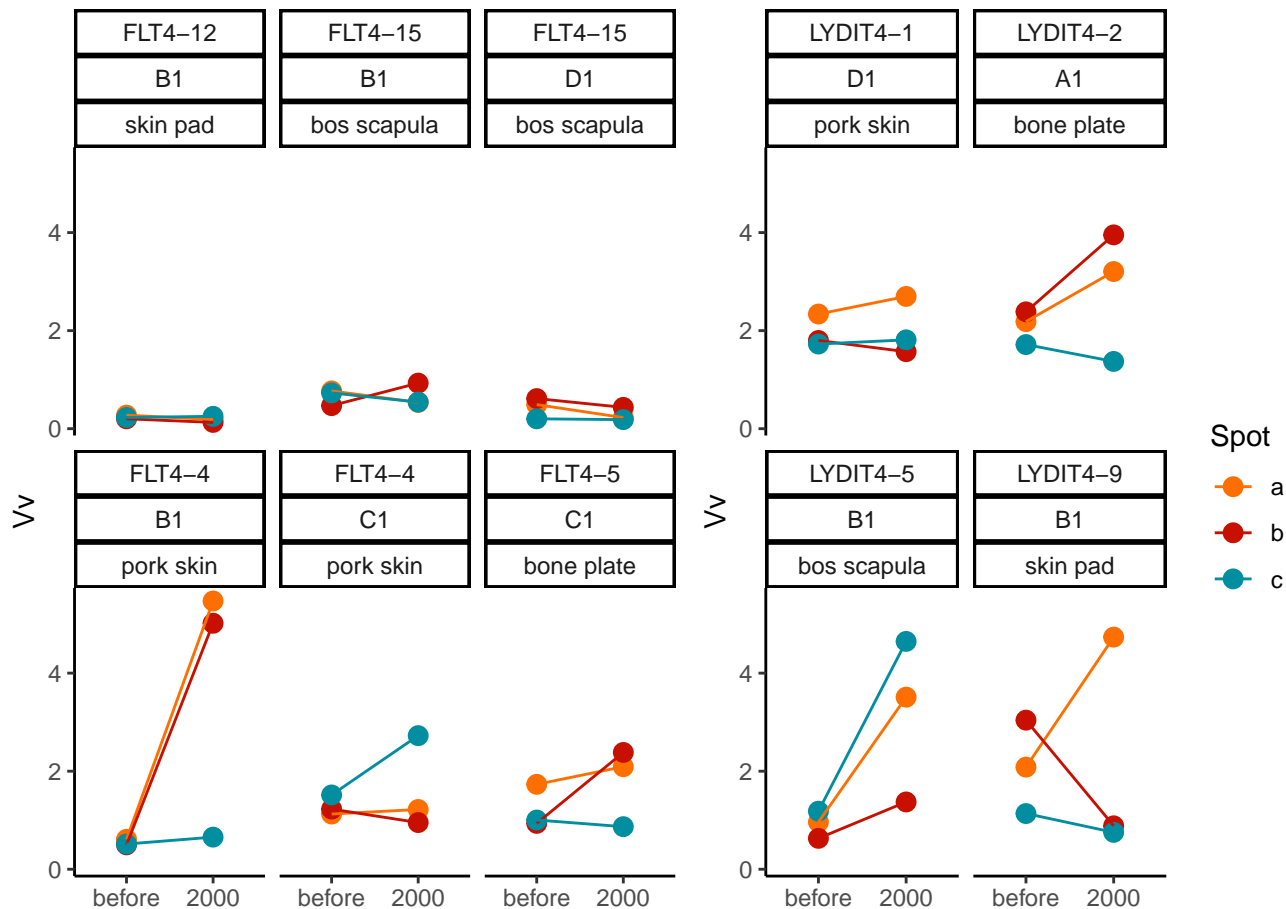 FLT4−12 FLT4−15 FLT4−15 LYDIT4−1 LYDIT4−2
B1 B1 D1 D1 A1
skin pad bos scapula bos scapula pork skin bone plate
4 4
2 2
0 0
FLT4−4 FLT4−4 FLT4−5 LYDIT4−5 LYDIT4−9
B1 C1 C1 B1 B1
pork skin pork skin bone plate bos scapula skin pad
4 4
2 2
0 0
before 2000 before 2000 before 2000 before 2000 before 2000
Vv Vv
Spot
a
b
c